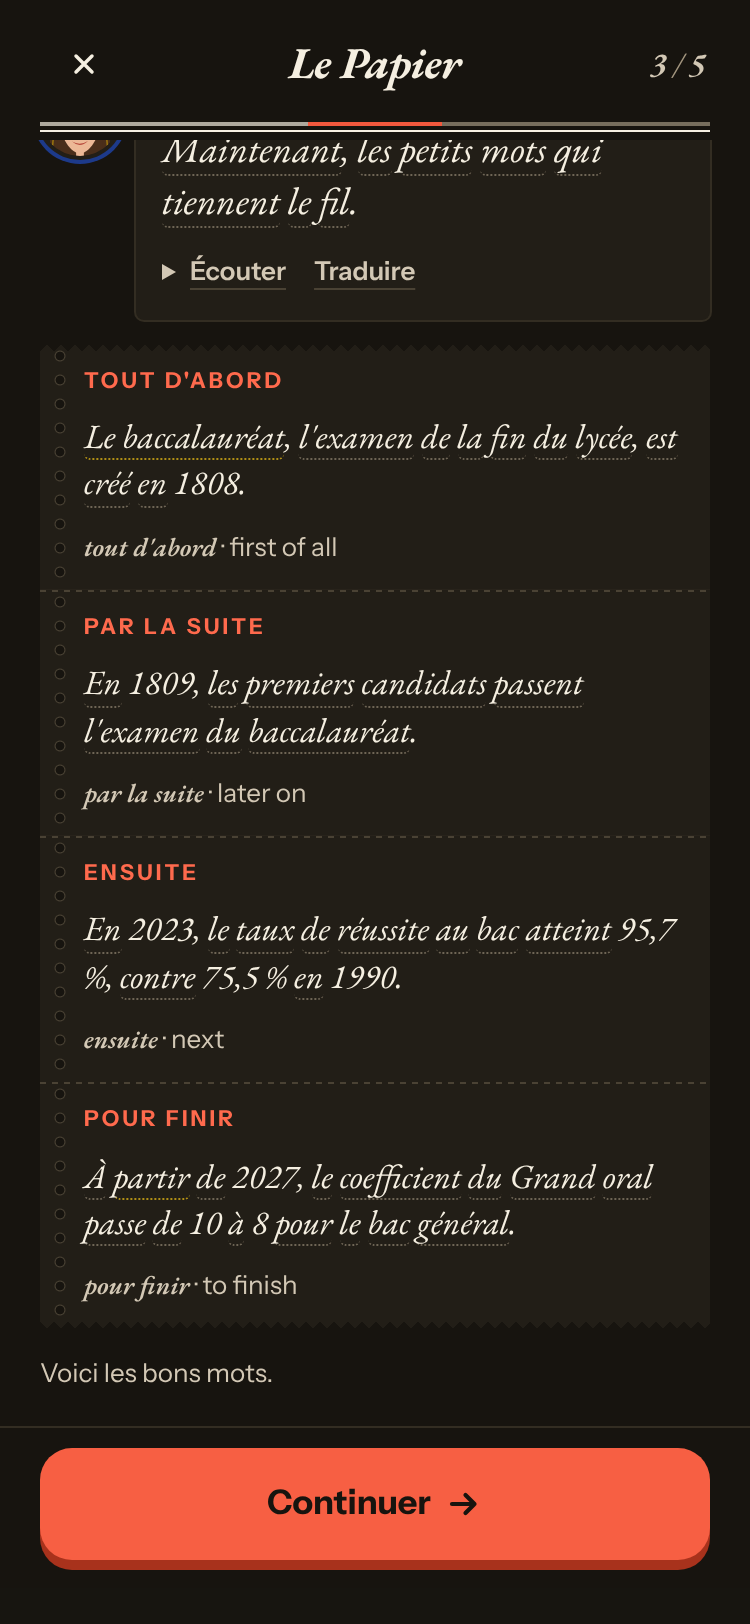 Le Papier
3 / 5
Maintenant, les petits mots qui
tiennent le fil.
Écouter Traduire
TOUT D'ABORD
Le baccalauréat, l'examen de la fin du lycée, est
créé en 1808.
tout d'abord · first of all
PAR LA SUITE
En 1809, les premiers candidats passent
l'examen du baccalauréat.
par la suite · later on
ENSUITE
En 2023, le taux de réussite au bac atteint 95,7
%, contre 75,5 % en 1990.
ensuite · next
POUR FINIR
À partir de 2027, le coefficient du Grand oral
passe de 10 à 8 pour le bac général.
pour finir · to finish
Voici les bons mots.
Continuer →